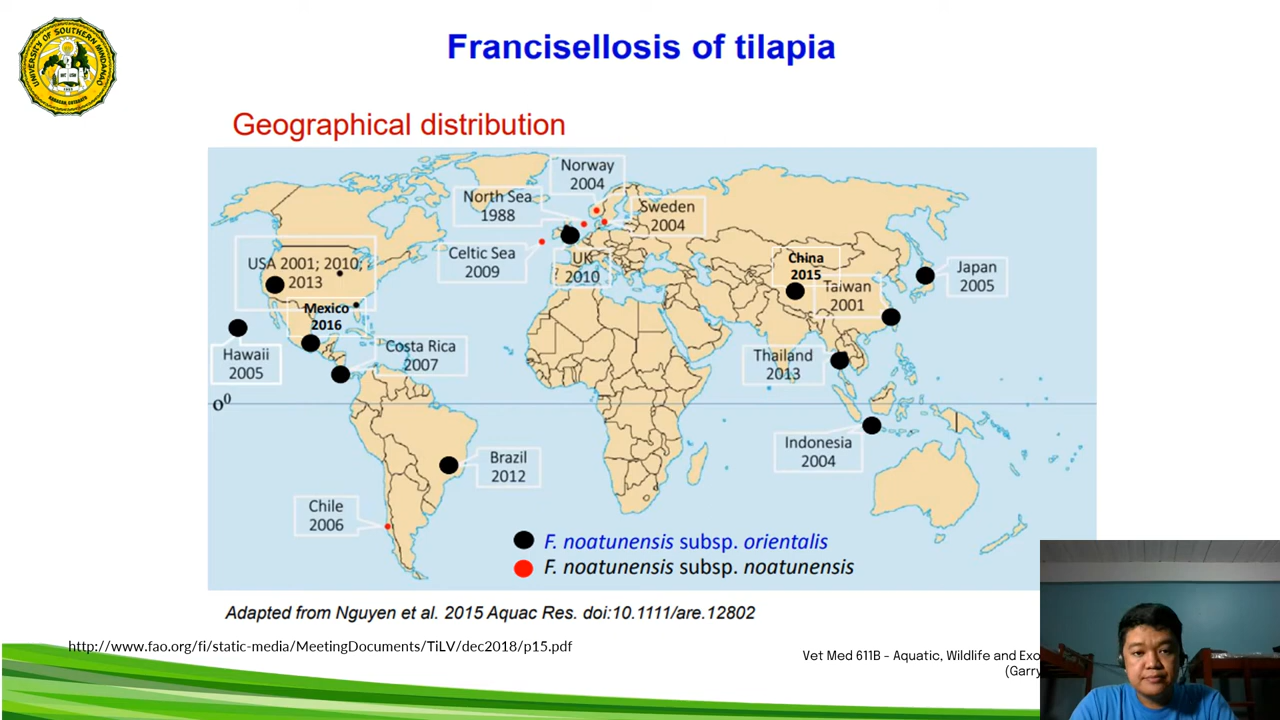 Francisellosis of tilapia
UNIVERSITY OF SOUTHERN MINDANAO
Geographical distribution
Norway
2004
North Sea
1988
Sweden
2004
Celtic Sea
2009
UK
2010
USA 2001; 2010;
2013
China
2015
Taiwan
2001
Japan
2005
Mexico
2016
Hawaii
2005
Costa Rica
2007
Thailand
2013
0⁰
Indonesia
2004
Brazil
2012
Chile
2006
F. noatunensis subsp. orientalis
F. noatunensis subsp. noatunensis
Adapted from Nguyen et al. 2015 Aquac Res. doi:10.1111/are.12802
http://www.fao.org/fi/static-media/MeetingDocuments/TiLV/dec2018/p15.pdf
Vet Med 611B - Aquatic, Wildlife and Exo
(Garry